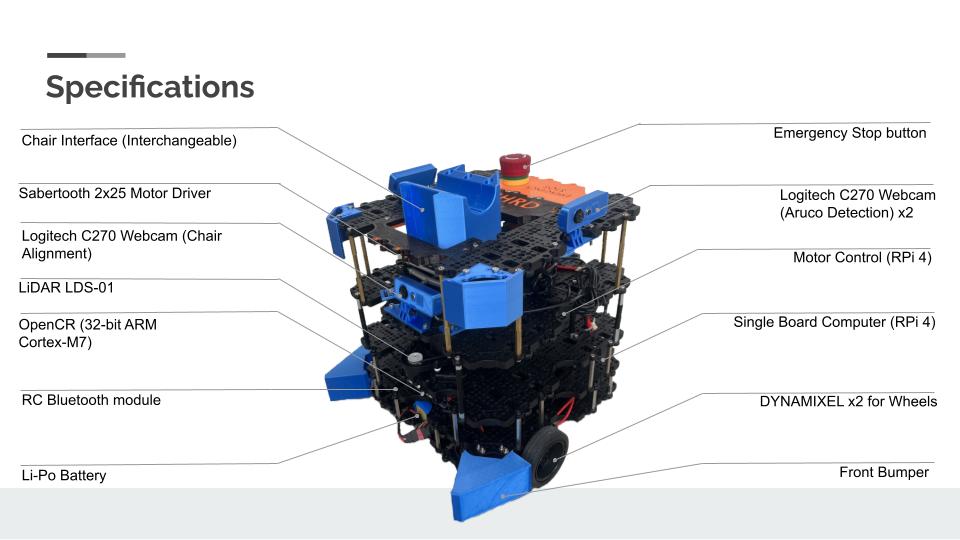 Specifications
Chair Interface (Interchangeable)
Sabertooth 2x25 Motor Driver
Logitech C270 Webcam (Chair
Alignment)
LiDAR LDS-01
OpenCR (32-bit ARM
Cortex-M7)
RC Bluetooth module
Li-Po Battery
Emergency Stop button
Logitech C270 Webcam
(Aruco Detection) x2
Motor Control (RPi 4)
Single Board Computer (RPi 4)
DYNAMIXEL x2 for Wheels
Front Bumper